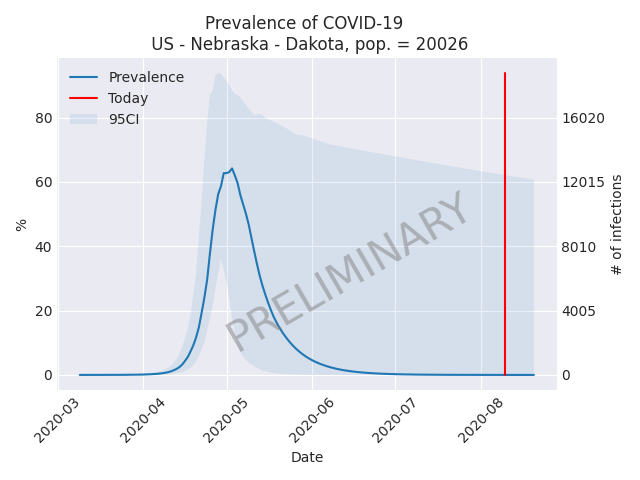 Prevalence of COVID-19
US - Nebraska - Dakota, pop. = 20026
Prevalence
Today
95CI
80
60
40
20
0
%
16020
12015
8010
4005
0
# of infections
PRELIMINARY
2020-03
2020-04
2020-05
2020-06
2020-07
2020-08
Date